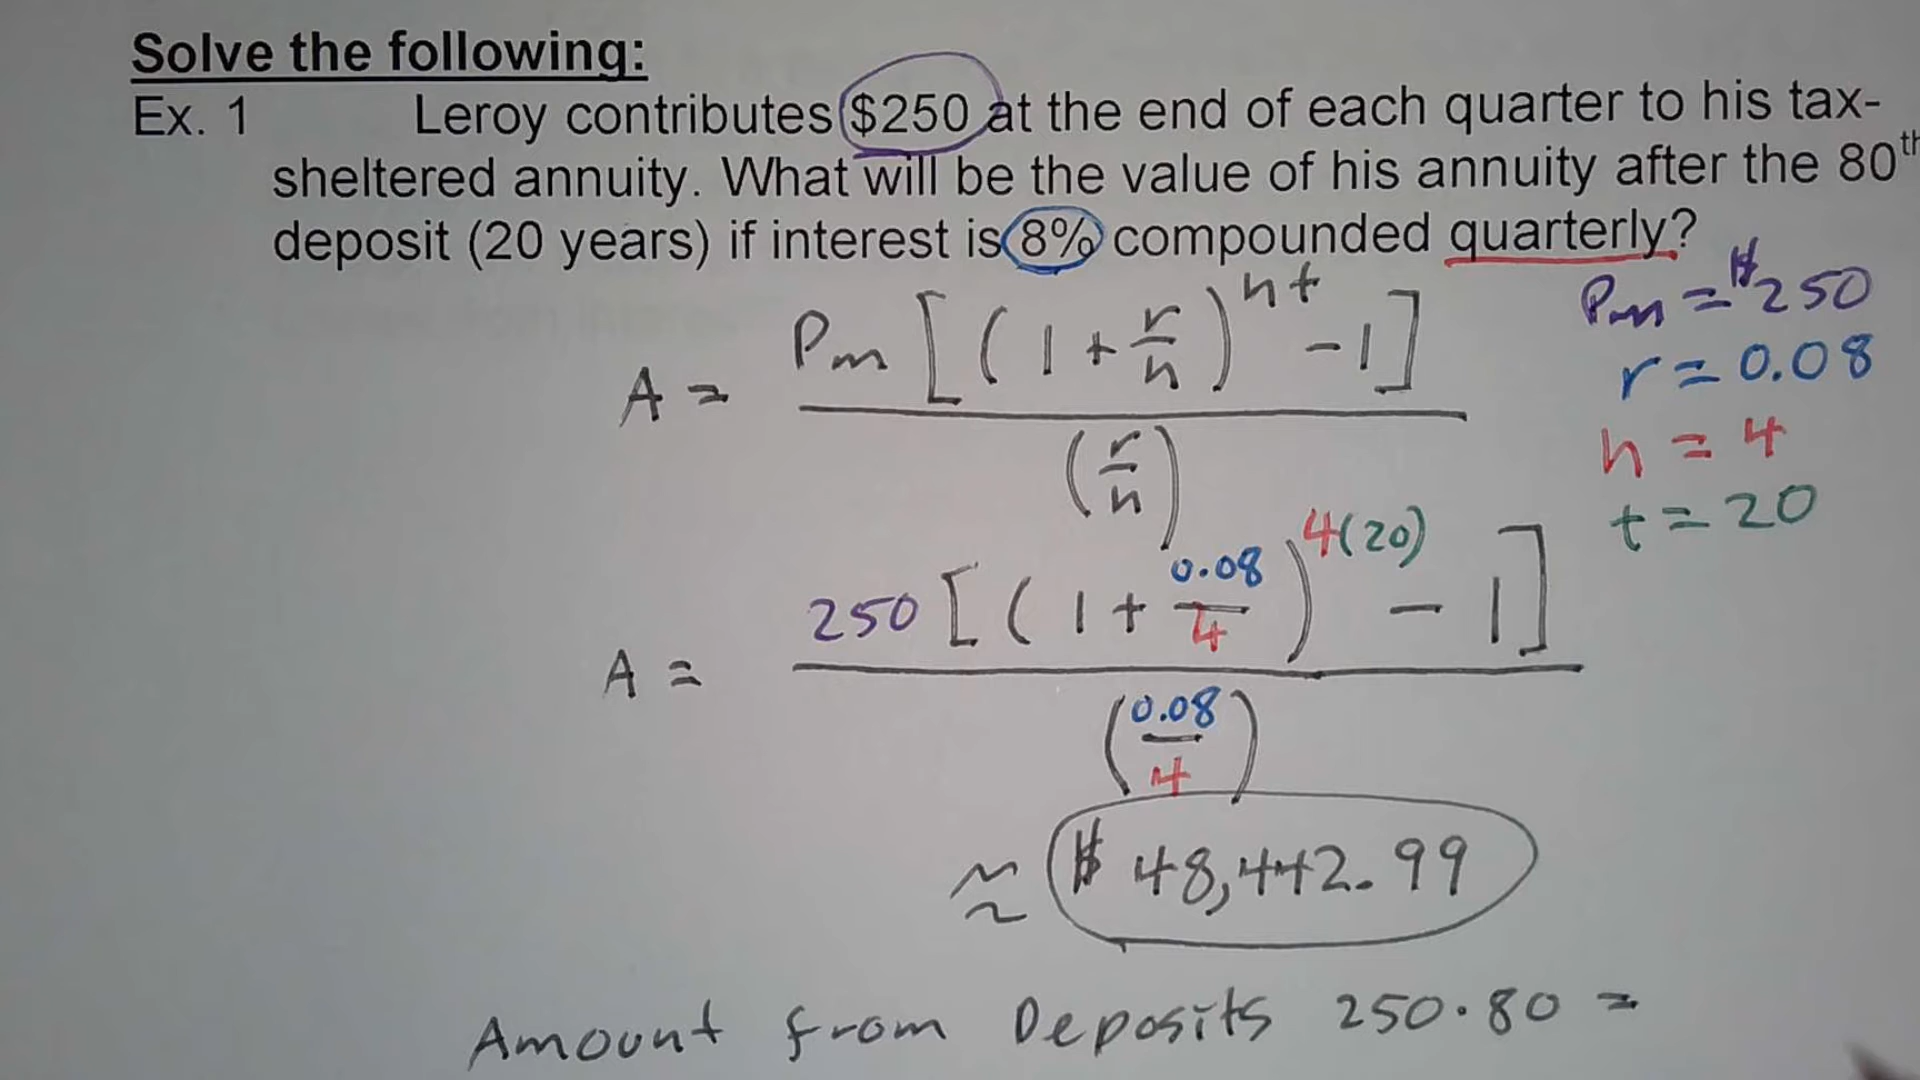 Solve the following:
Ex. 1 Leroy contributes $250 at the end of each quarter to his tax-
sheltered annuity. What will be the value of his annuity after the 80th
deposit (20 years) if interest is 8% compounded quarterly?
Pm = $250
r = 0.08
n = 4
t = 20
A = Pm [(1 + r/n)^nt - 1] / (r/n)
A = 250 [(1 + 0.08/4)^4(20) - 1] / (0.08/4)
≈ $48,442.99
Amount from Deposits 250·80 =